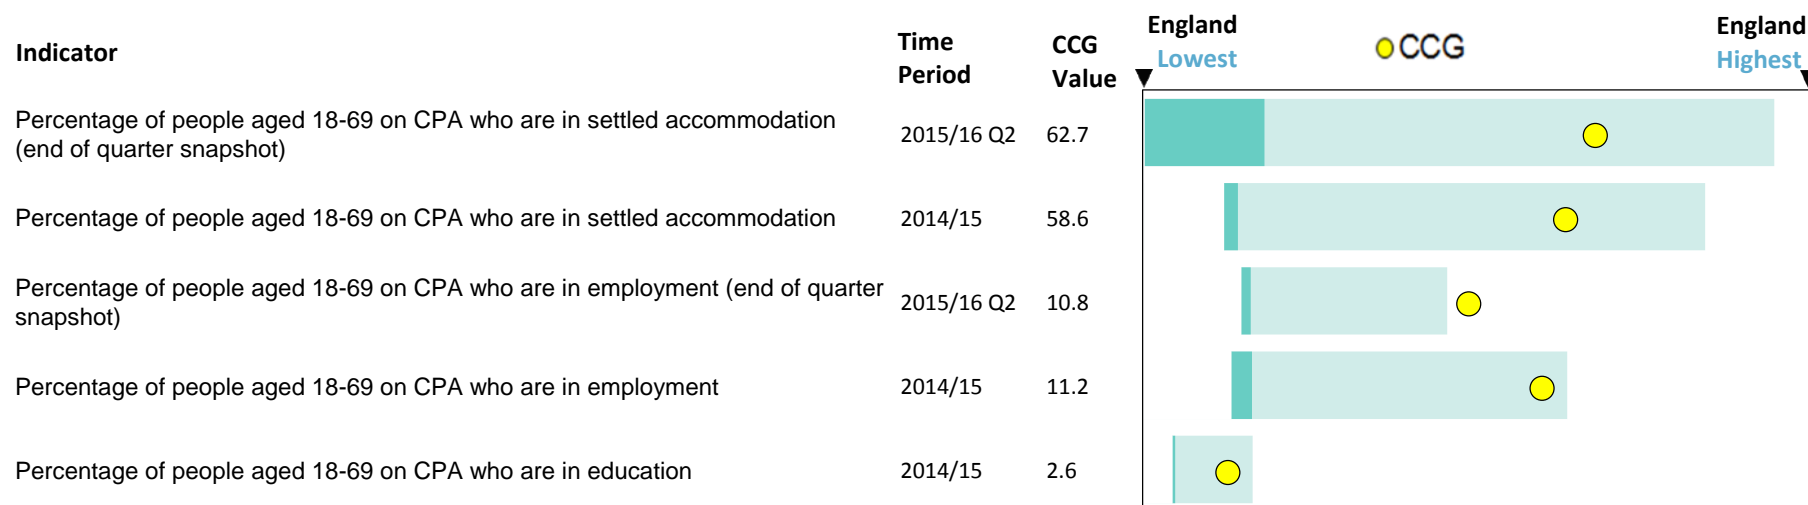 Indicator
Time
Period
CCG
Value
England
Lowest
CCG
England
Highest
Percentage of people aged 18-69 on CPA who are in settled accommodation
(end of quarter snapshot)
2015/16 Q2
62.7
Percentage of people aged 18-69 on CPA who are in settled accommodation
2014/15
58.6
Percentage of people aged 18-69 on CPA who are in employment (end of quarter
snapshot)
2015/16 Q2
10.8
Percentage of people aged 18-69 on CPA who are in employment
2014/15
11.2
Percentage of people aged 18-69 on CPA who are in education
2014/15
2.6